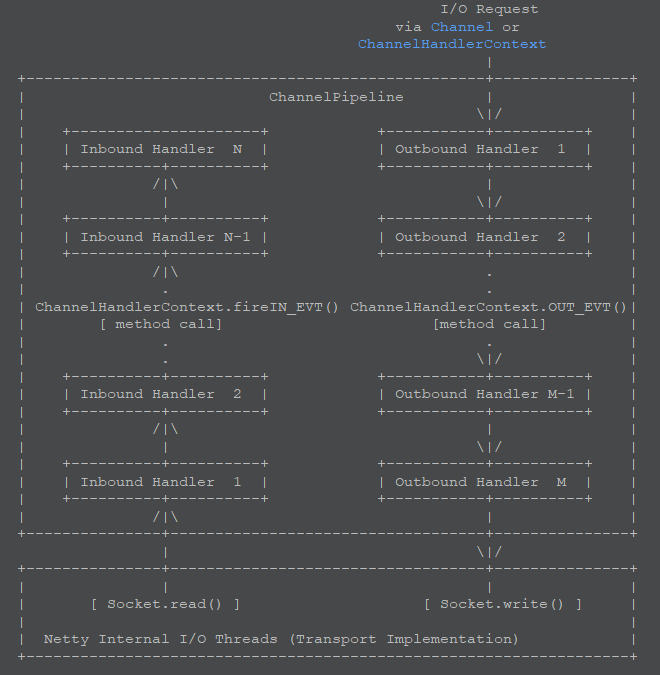 I/O Request
via Channel or
ChannelHandlerContext
|
+---------------------------------------------------+---------------+
| ChannelPipeline | |
| \|/ |
| +---------------------+ +-----------+----------+ |
| | Inbound Handler N | | Outbound Handler 1 | |
| +----------+----------+ +-----------+----------+ |
| /|\ | |
| | \|/ |
| +----------+----------+ +-----------+----------+ |
| | Inbound Handler N-1 | | Outbound Handler 2 | |
| +----------+----------+ +-----------+----------+ |
| /|\ . |
| . . |
| ChannelHandlerContext.fireIN_EVT() ChannelHandlerContext.OUT_EVT()|
| [ method call] [method call] |
| . . |
| . \|/ |
| +----------+----------+ +-----------+----------+ |
| | Inbound Handler 2 | | Outbound Handler M-1 | |
| +----------+----------+ +-----------+----------+ |
| /|\ | |
| | \|/ |
| +----------+----------+ +-----------+----------+ |
| | Inbound Handler 1 | | Outbound Handler M | |
| +----------+----------+ +-----------+----------+ |
| /|\ | |
+---------------+-----------------------------------+---------------+
| \|/
+---------------+-----------------------------------+---------------+
| | | |
| [ Socket.read() ] [ Socket.write() ] |
| |
| Netty Internal I/O Threads (Transport Implementation) |
+-------------------------------------------------------------------+